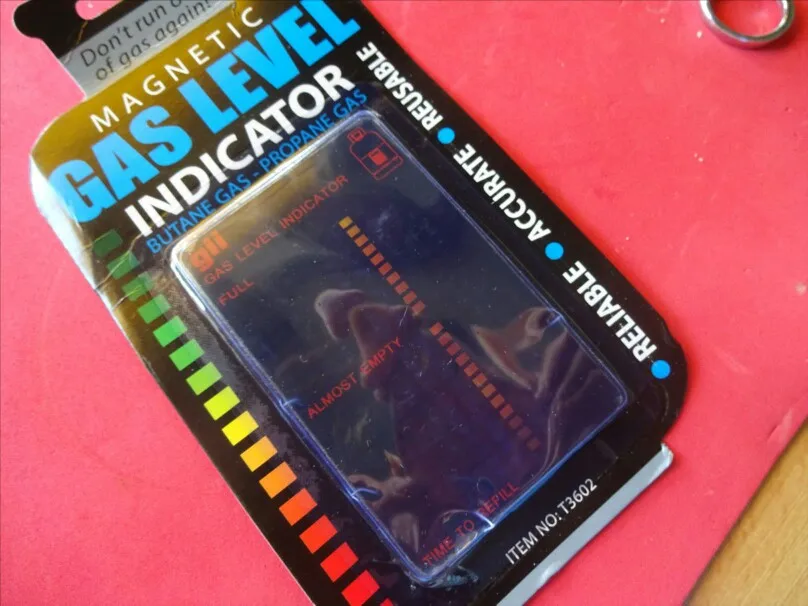 Don't run o
of gas again!
MAGNETIC
GAS LEVEL
INDICATOR
BUTANE GAS - PROPANE GAS
RELIABLE • ACCURATE • REUSABLE
GAS LEVEL INDICATOR
FULL
ALMOST EMPTY
TIME TO REFILL
ITEM NO: T3602